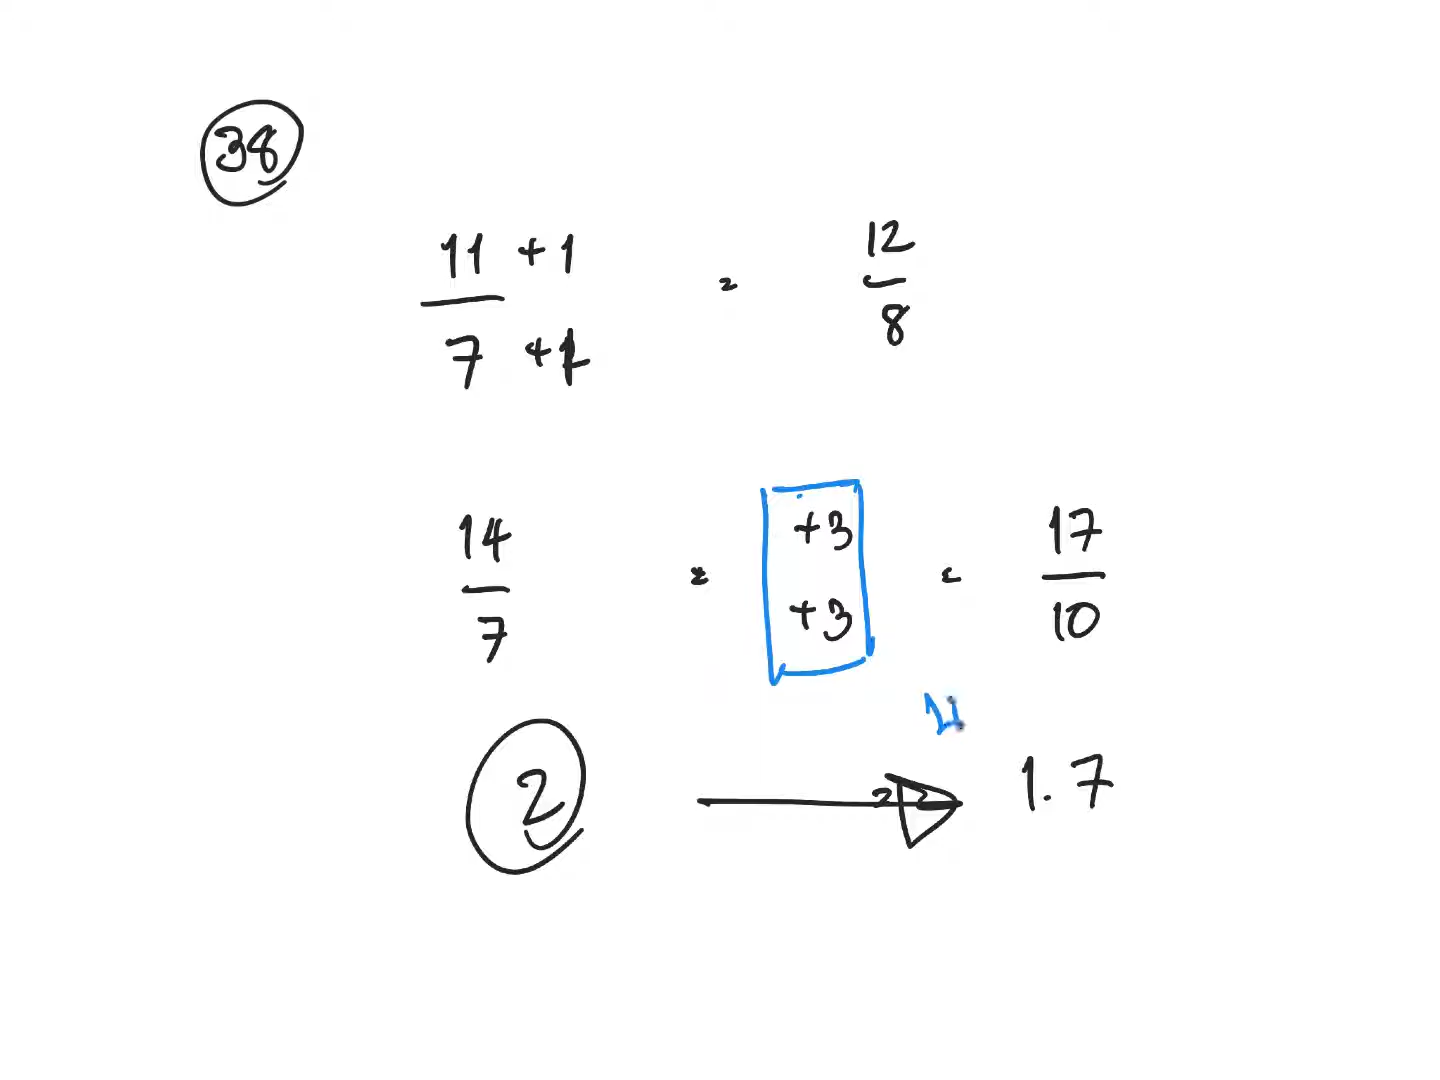 38
11 + 1 = 12
7 + 1 8
14 = +3 = 17
7 +3 10
2 1.7